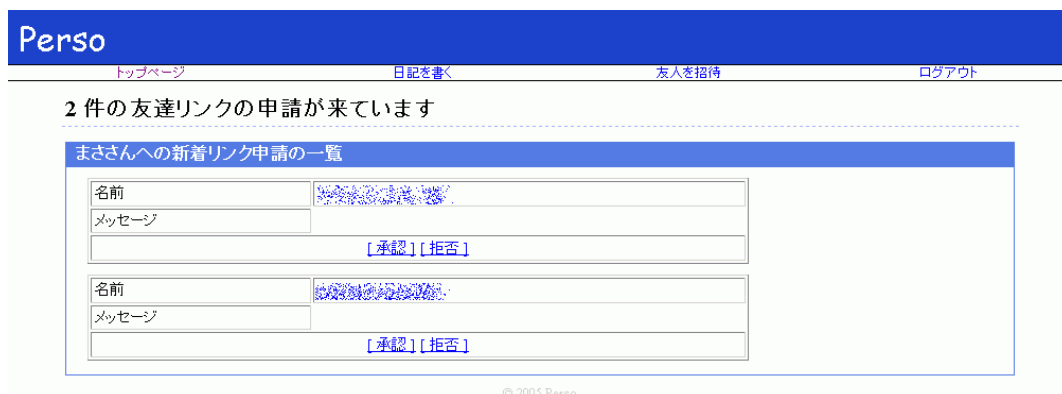 Perso
トップページ 日記を書く 友人を招待 ログアウト
2 件の友達リンクの申請が来ています
まささんへの新着リンク申請の一覧
名前
メッセージ
[ 承認 ] [ 拒否 ]
名前
メッセージ
[ 承認 ] [ 拒否 ]
© 2005 Perso